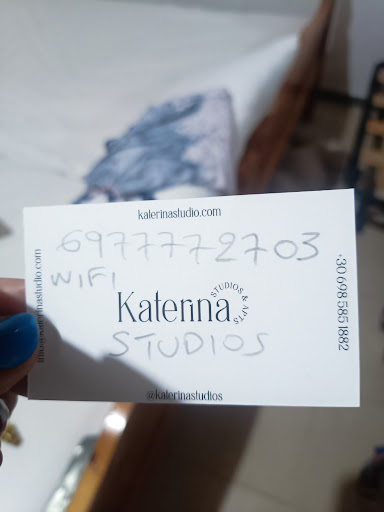 katerinastudio.com
6977772703
WIFI
Katerina
STUDIOS & APTS
STUDIOS
@katerinastudios
+30 698 585 1882